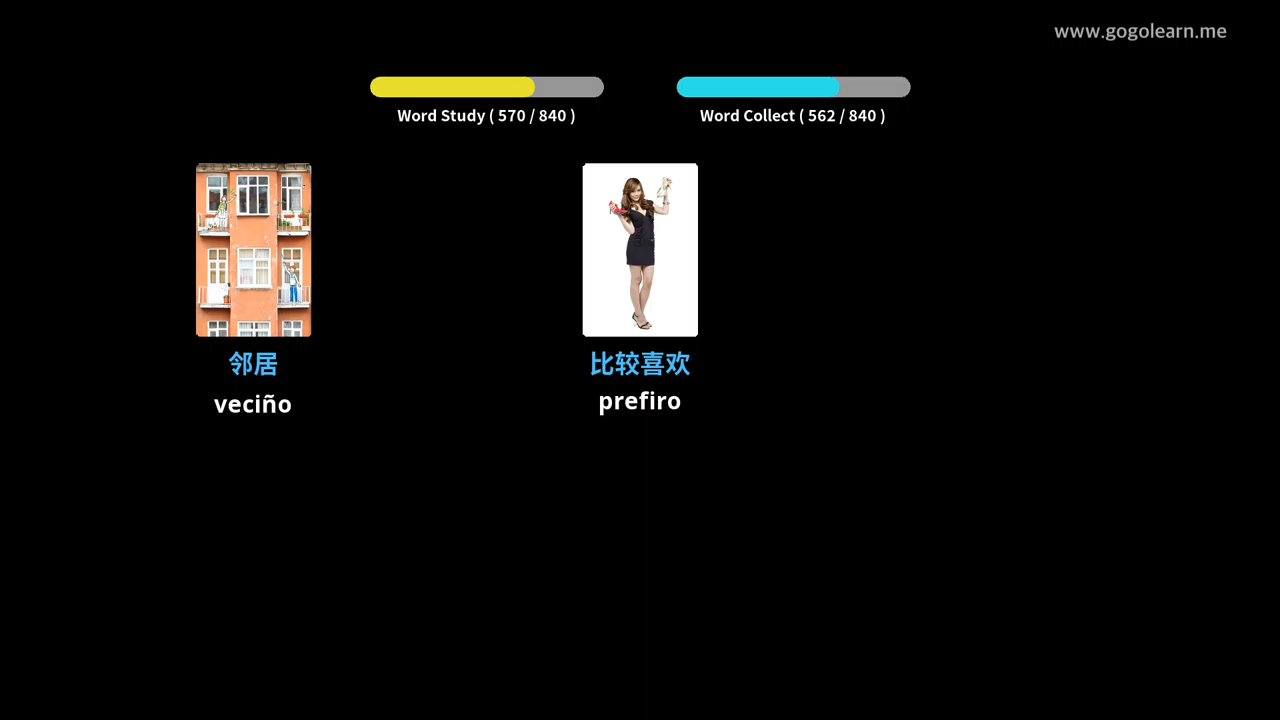 www.gogolearn.me
Word Study ( 570 / 840 )
Word Collect ( 562 / 840 )
邻居
比较喜欢
veciño
prefiro